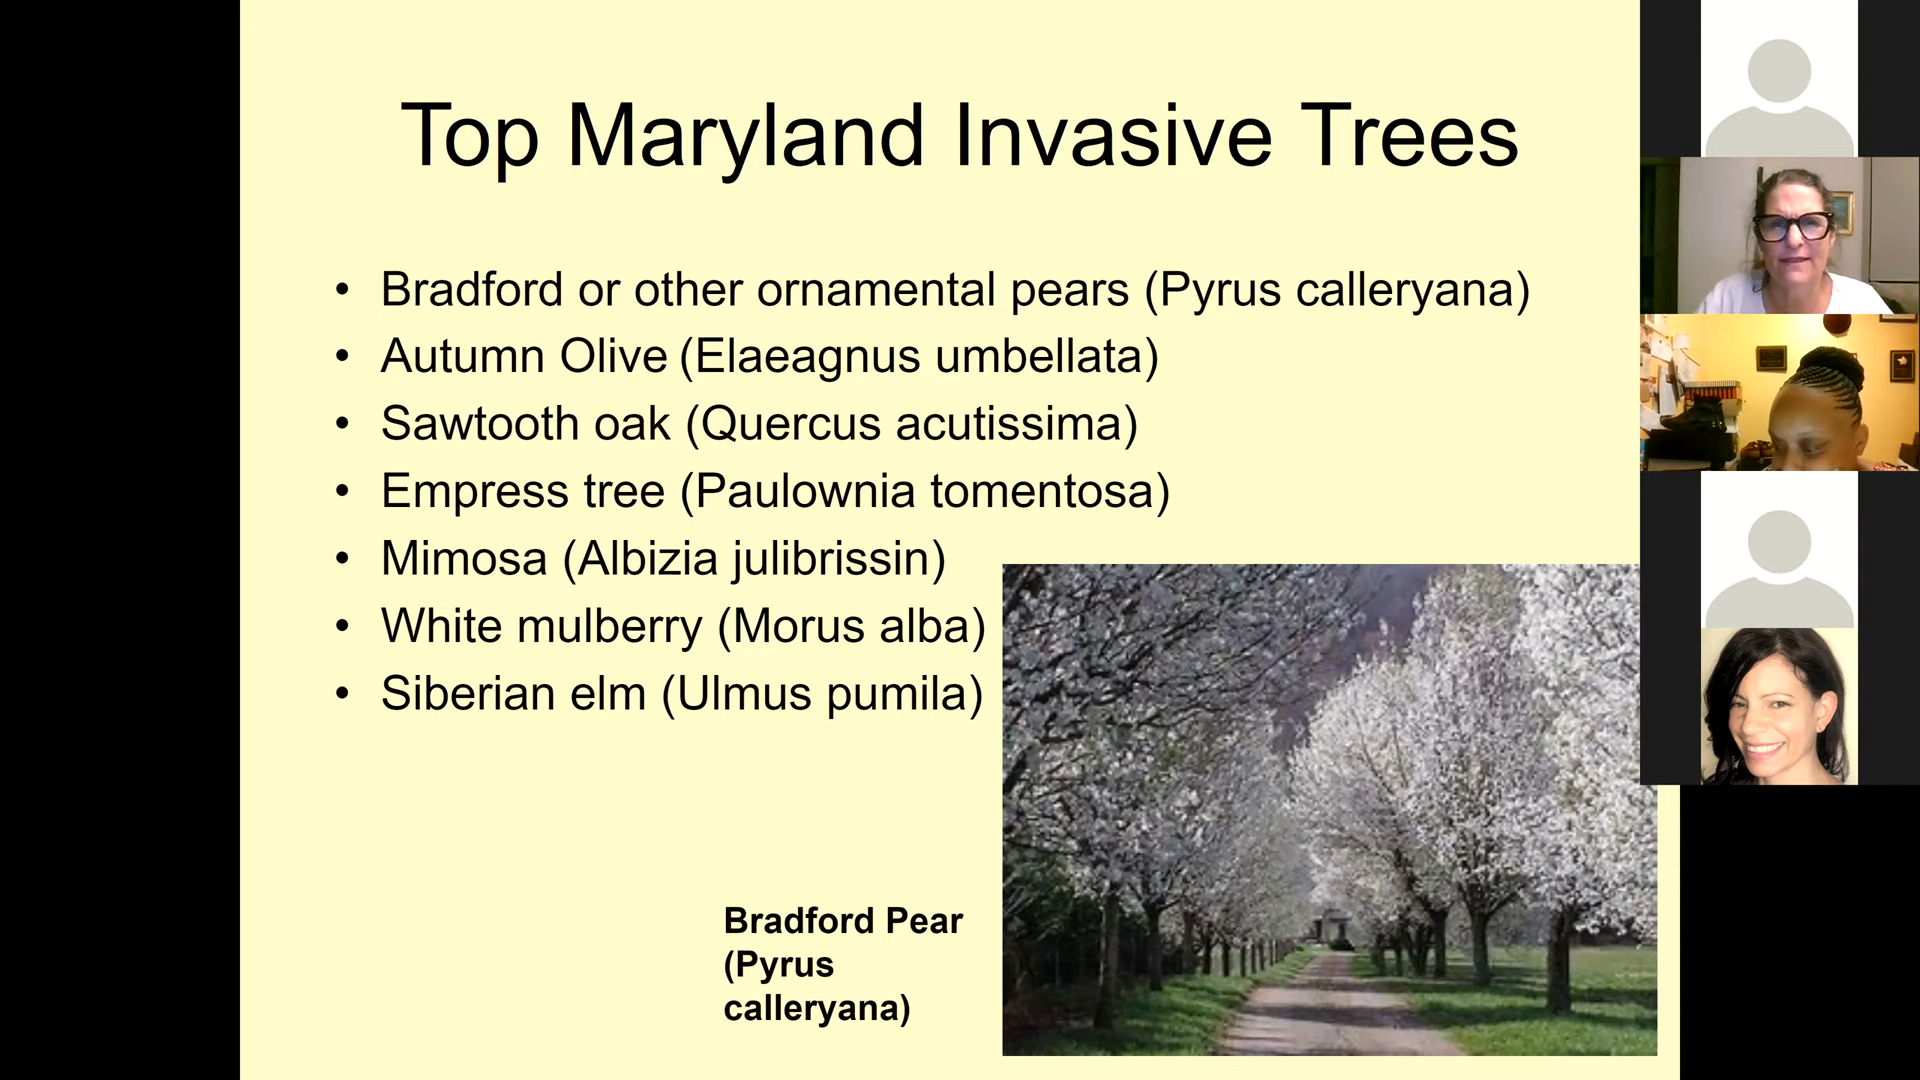 Top Maryland Invasive Trees
• Bradford or other ornamental pears (Pyrus calleryana)
• Autumn Olive (Elaeagnus umbellata)
• Sawtooth oak (Quercus acutissima)
• Empress tree (Paulownia tomentosa)
• Mimosa (Albizia julibrissin)
• White mulberry (Morus alba)
• Siberian elm (Ulmus pumila)
Bradford Pear
(Pyrus
calleryana)